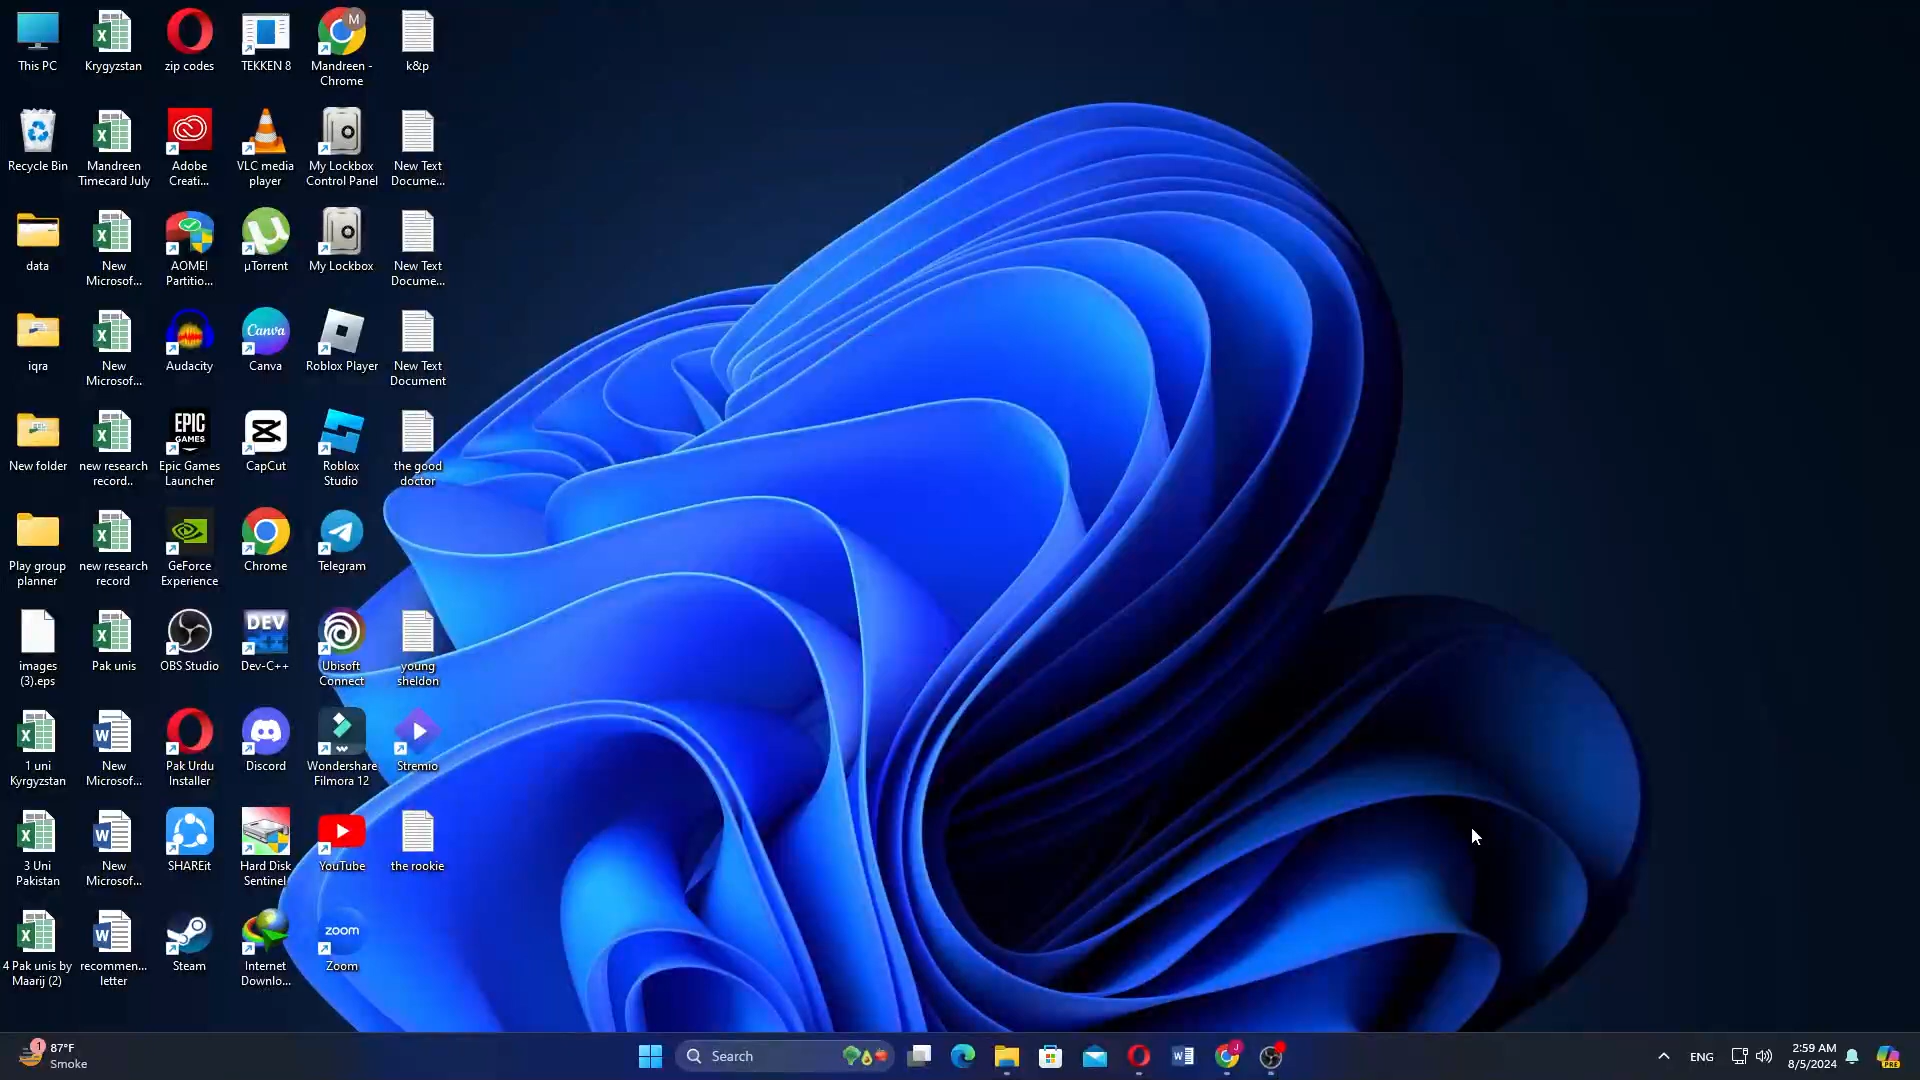 This PC
Krygyzstan
zip codes
TEKKEN 8
M
Mandreen -
Chrome
k&p
Recycle Bin
Mandreen
Timecard July
Adobe
Creati...
VLC media
player
My Lockbox
Control Panel
New Text
Docume...
data
New
Microsof...
AOMEI
Partitio...
µTorrent
My Lockbox
New Text
Docume...
iqra
New
Microsof...
Audacity
Canva
Canva
Roblox Player
New Text
Document
New folder
new research
record..
EPIC
GAMES
Epic Games
Launcher
CapCut
Roblox
Studio
the good
doctor
Play group
planner
new research
record
GeForce
Experience
Chrome
Telegram
images
(3).eps
Pak unis
OBS Studio
DEV
Dev-C++
Ubisoft
Connect
young
sheldon
1 uni
Kyrgyzstan
New
Microsof...
Pak Urdu
Installer
Discord
Wondershare
Filmora 12
Stremio
3 Uni
Pakistan
New
Microsof...
SHAREit
Hard Disk
Sentinel
YouTube
the rookie
4 Pak unis by
Maarij (2)
recommen...
letter
Steam
Internet
Downlo...
zoom
Zoom
1
87°F
Smoke
Search
J
ENG
2:59 AM
8/5/2024
PRE